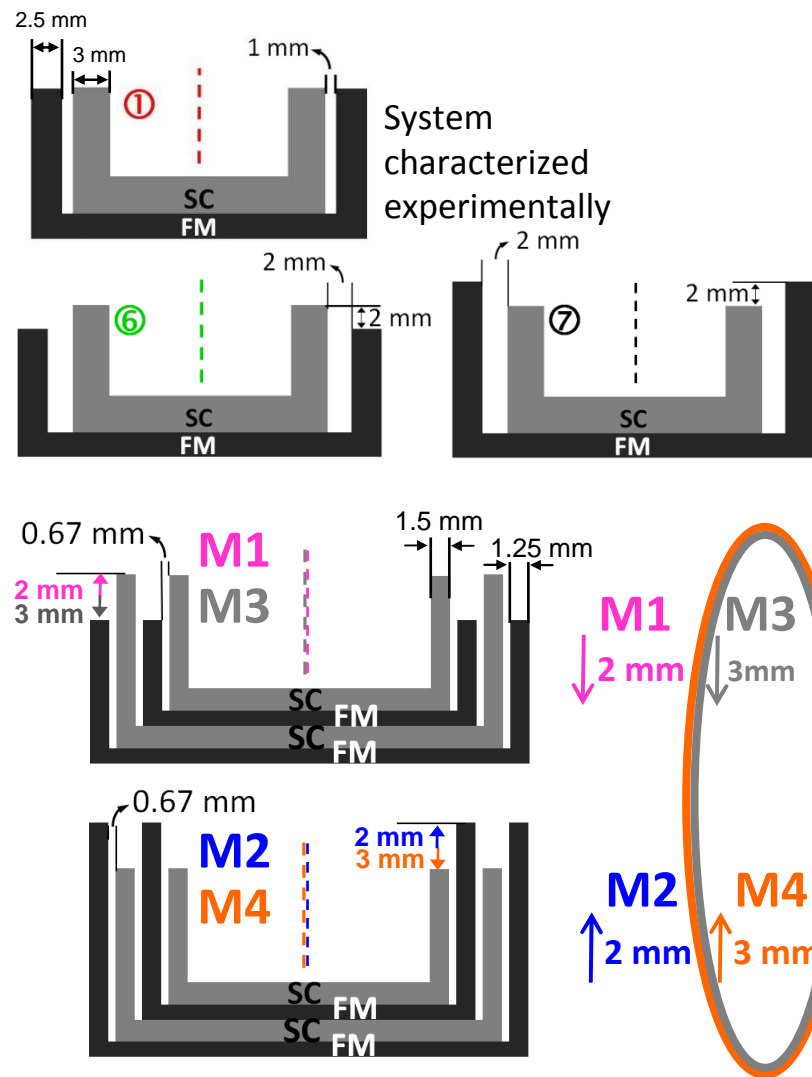 2.5 mm
3 mm
1 mm
①
System
characterized
experimentally
SC
FM
2 mm
2 mm
⑥
SC
FM
2 mm
2 mm
⑦
SC
FM
0.67 mm
M1
M3
2 mm
3 mm
1.5 mm
1.25 mm
SC
FM
SC
FM
M1
2 mm
M3
3mm
0.67 mm
M2
M4
2 mm
3 mm
SC
FM
SC
FM
M2
2 mm
M4
3 mm